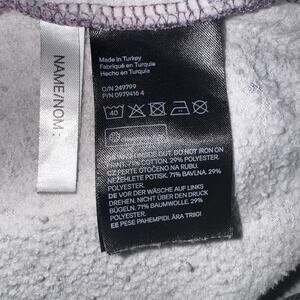 NAME/NOM:
Made in Turkey
Fabriqué en Turquie
Hecho en Turquía
O/N 249799
P/N 0979416 4
40
INSIDE OUT. DO NOT IRON ON
PRINT. 71% COTTON. 29%
POLYESTER.
CZ PERTE OTOČENO NA RUBU.
NEŽEHLETE POTISK. 71% BAVLNA. 29%
POLYESTER.
DE VOR DER WÄSCHE AUF LINKS
DREHEN. NICHT ÜBER DEN DRUCK
BÜGELN. 71% BAUMWOLLE. 29%
POLYESTER.
EE PESE PAHEMPIDI. ÄRA TRIIGI